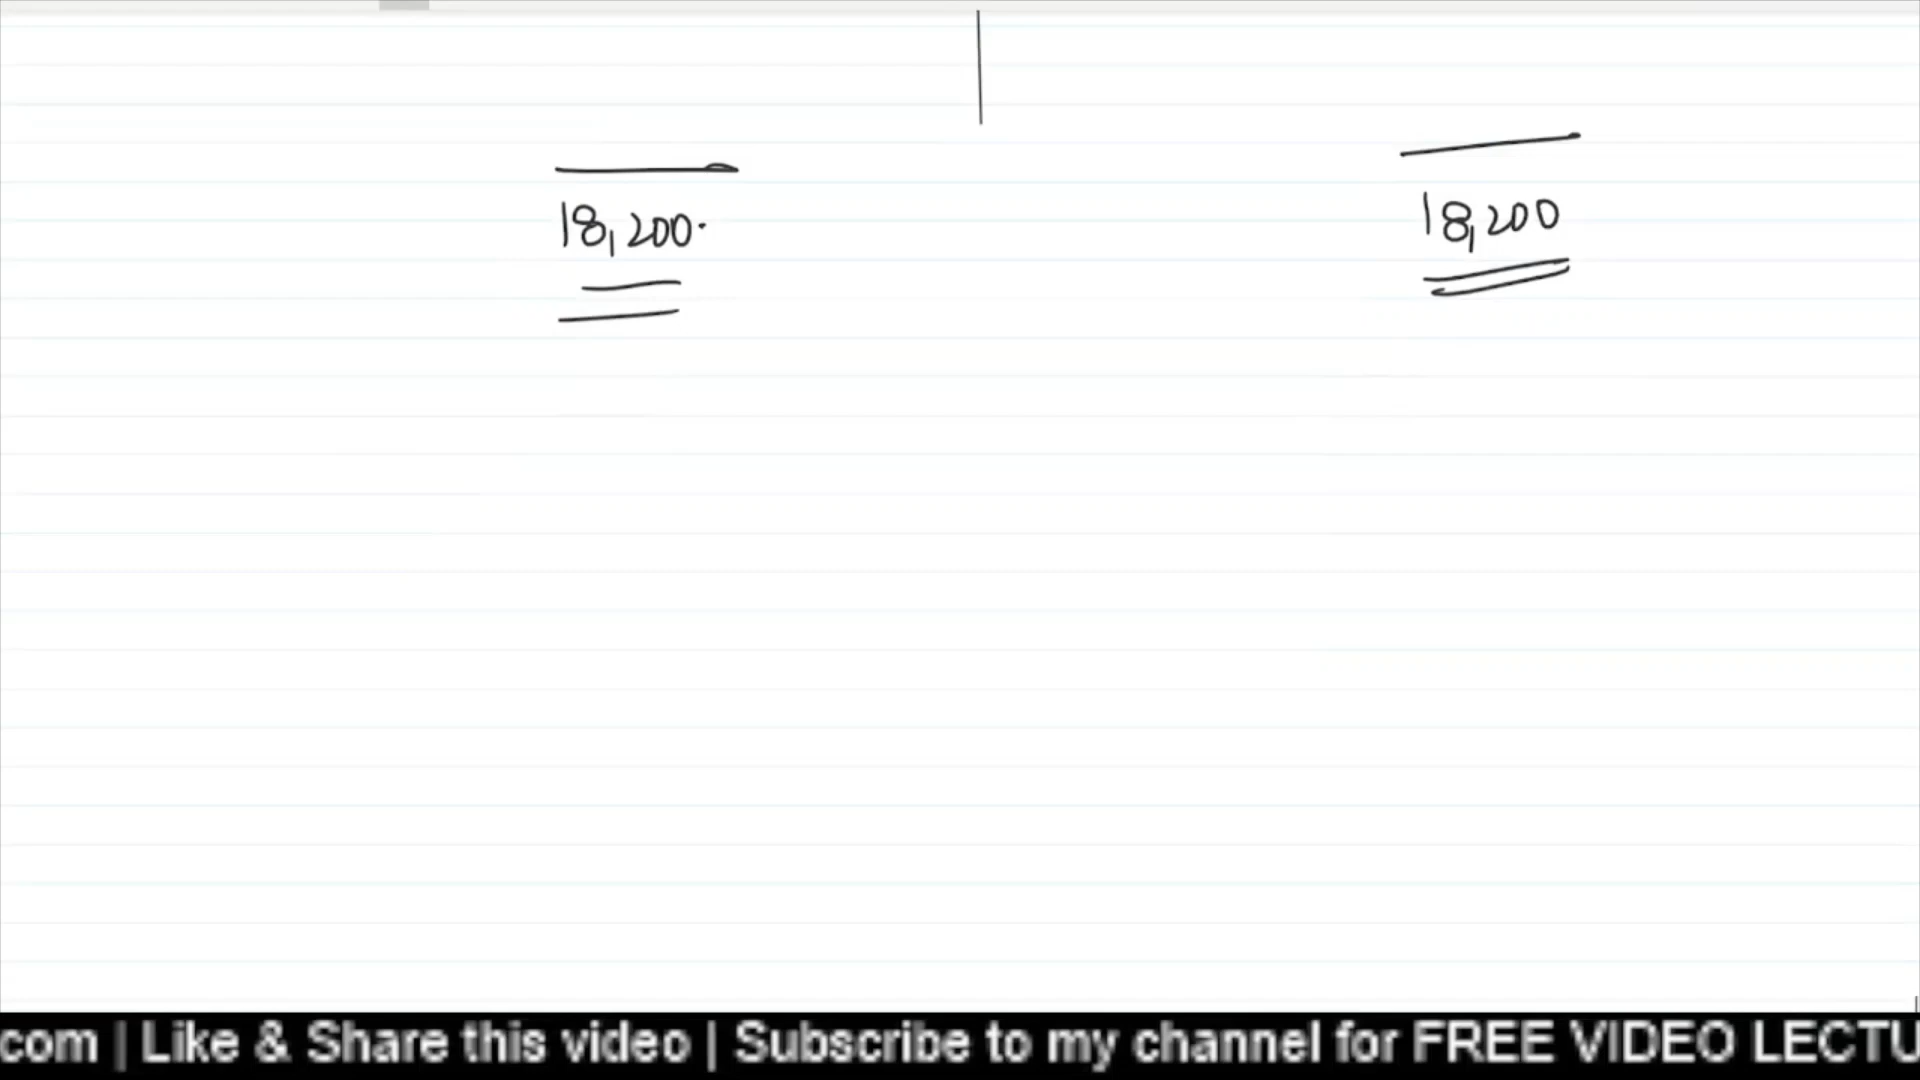 18,200.
18,200
com | Like & Share this video | Subscribe to my channel for FREE VIDEO LECTU